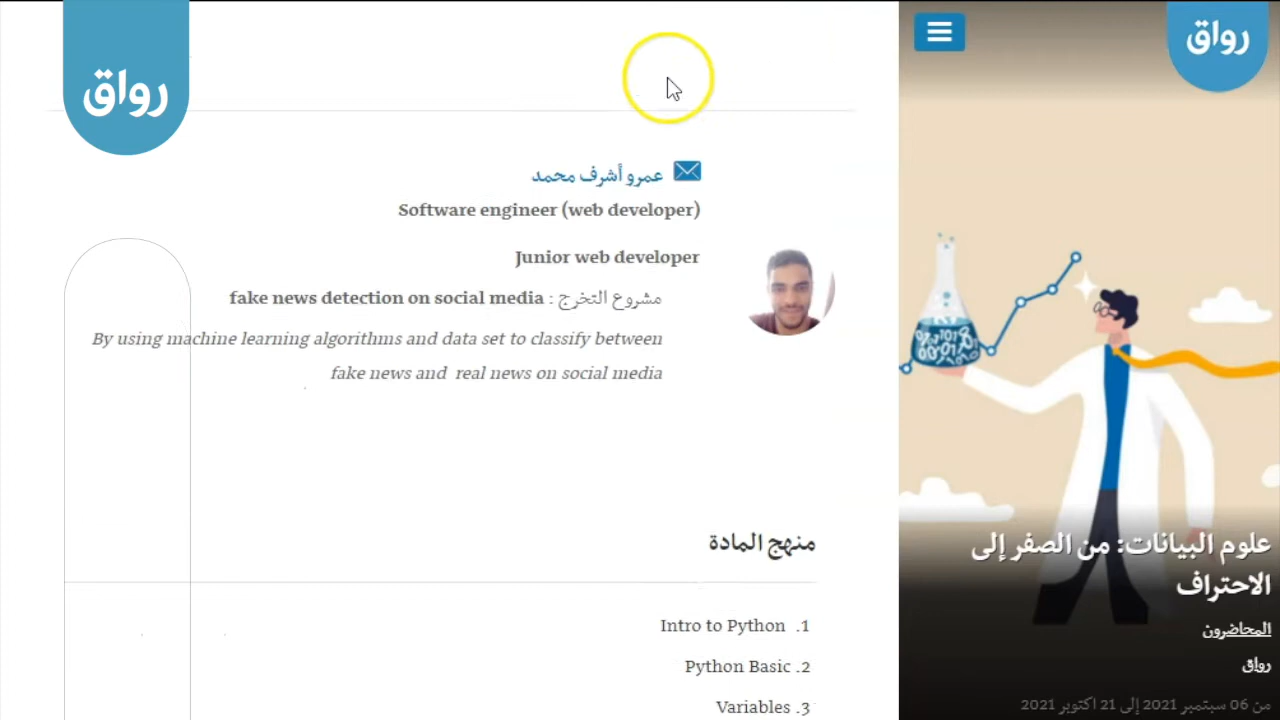 رواق
عمرو أشرف محمد
Software engineer (web developer)
Junior web developer
مشروع التخرج : fake news detection on social media
By using machine learning algorithms and data set to classify between
fake news and real news on social media
منهج المادة
1. Intro to Python
2. Python Basic
3. Variables
رواق
علوم البيانات: من الصفر إلى
الاحتراف
المحاضرون
رواق
من 06 سبتمبر 2021 إلى 21 اكتوبر 2021